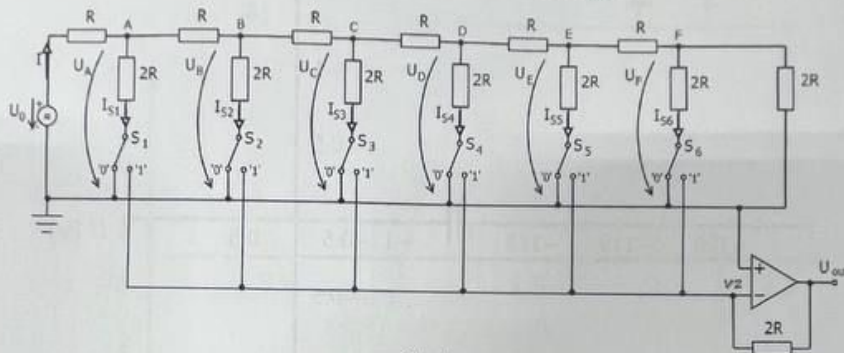 R A R B R C R D R E R F
U_A 2R U_B 2R U_C 2R U_D 2R U_E 2R U_F 2R 2R
I
U_0 + -
I_S1 I_S2 I_S3 I_S4 I_S5 I_S6
S_1 S_2 S_3 S_4 S_5 S_6
'0' '1' '0' '1' '0' '1' '0' '1' '0' '1' '0' '1'
+ U_ou
V2 -
2R